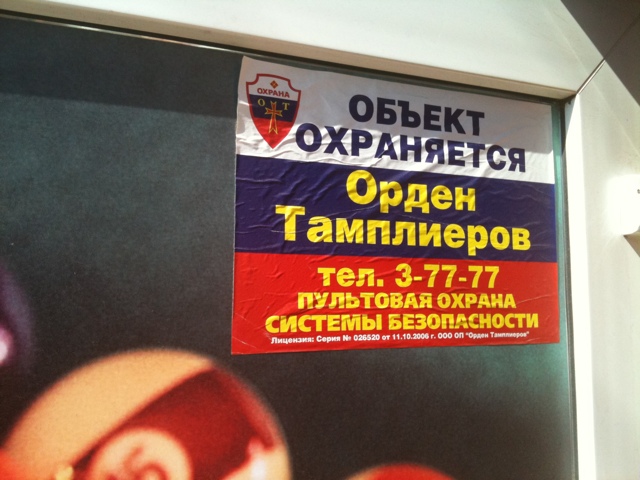 ОХРАНА
О Т
ОБЪЕКТ
ОХРАНЯЕТСЯ
Орден
Тамплиеров
тел. 3-77-77
ПУЛЬТОВАЯ ОХРАНА
СИСТЕМЫ БЕЗОПАСНОСТИ
Лицензия: Серия № 026520 от 11.10.2006 г. ООО ОП "Орден Тамплиеров"